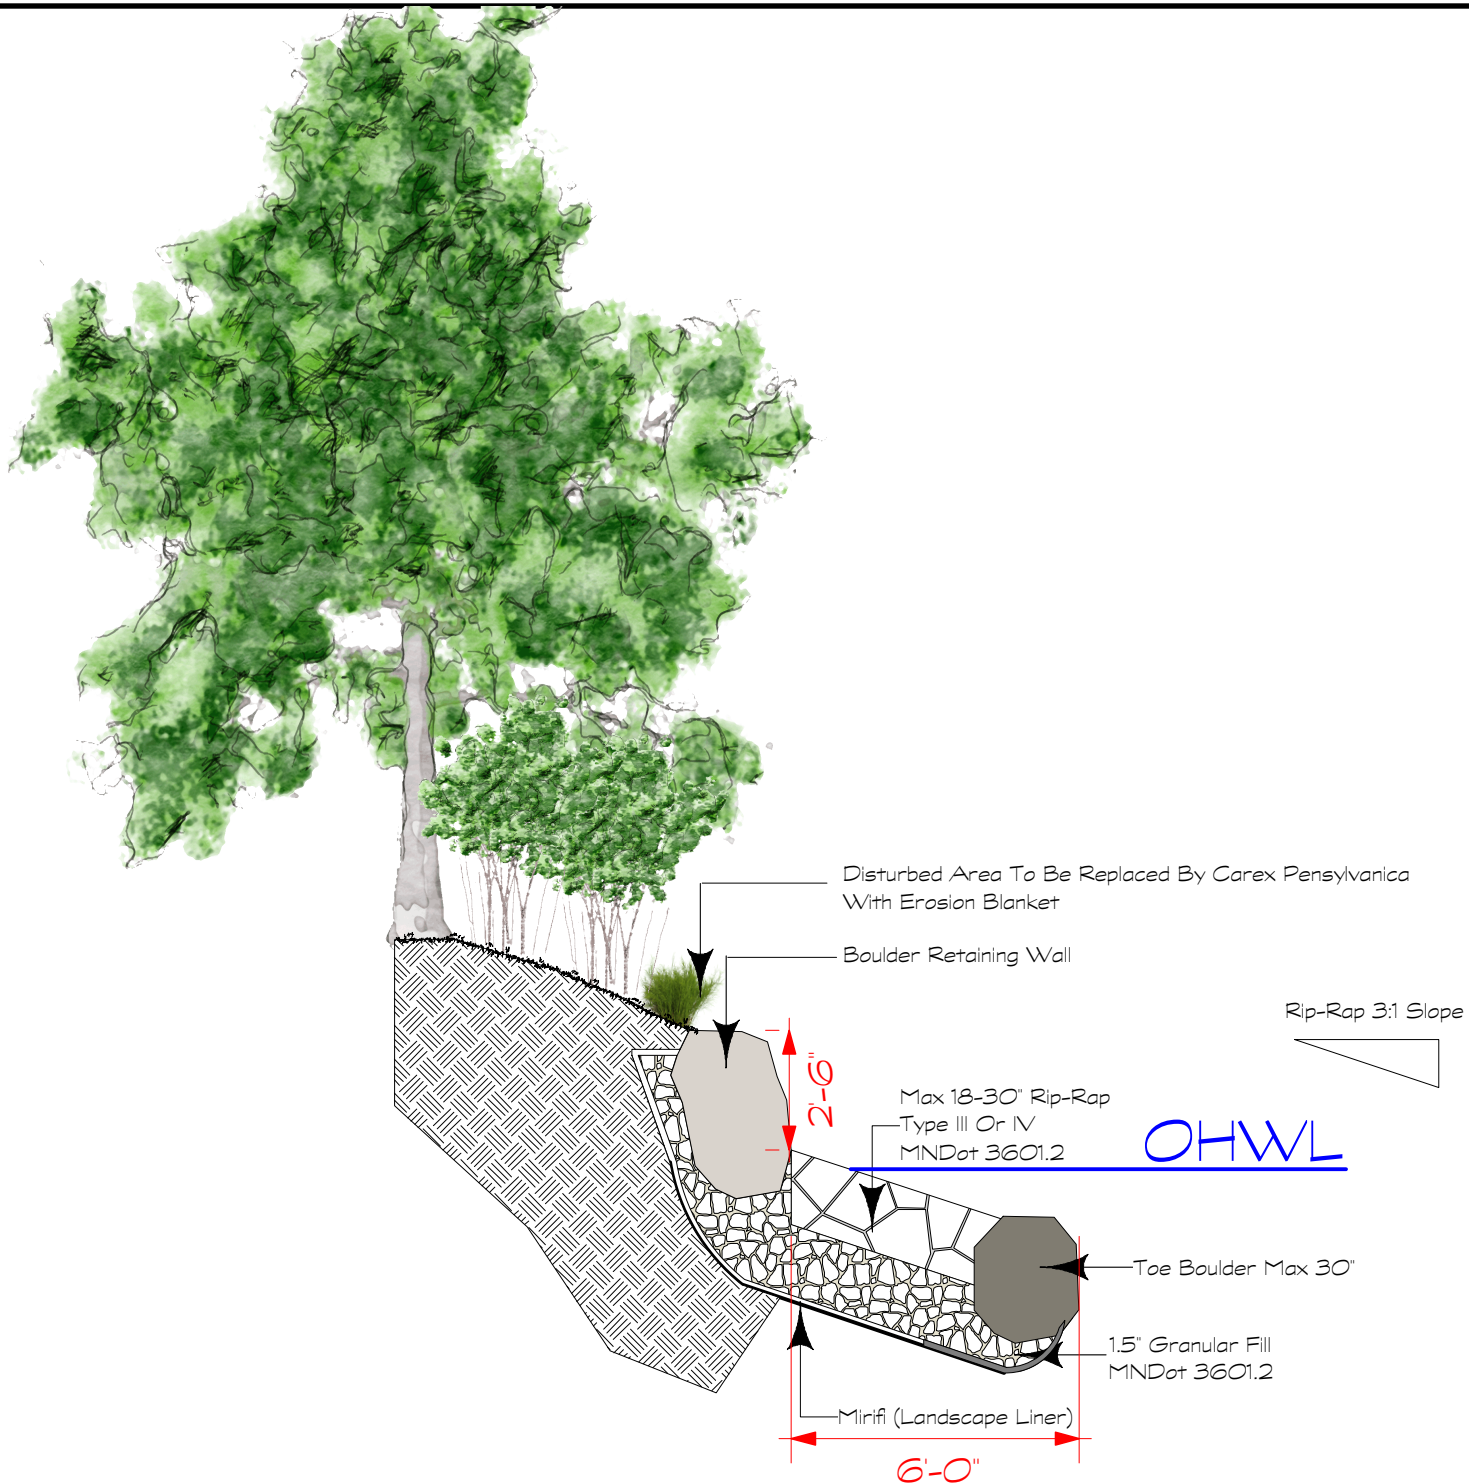 Disturbed Area To Be Replaced By Carex Pensylvanica
With Erosion Blanket
Boulder Retaining Wall
Rip-Rap 3:1 Slope
2'-6"
Max 18-30" Rip-Rap
Type III Or IV
MNDot 3601.2
OHWL
Toe Boulder Max 30"
1.5" Granular Fill
MNDot 3601.2
Mirifi (Landscape Liner)
6'-0"